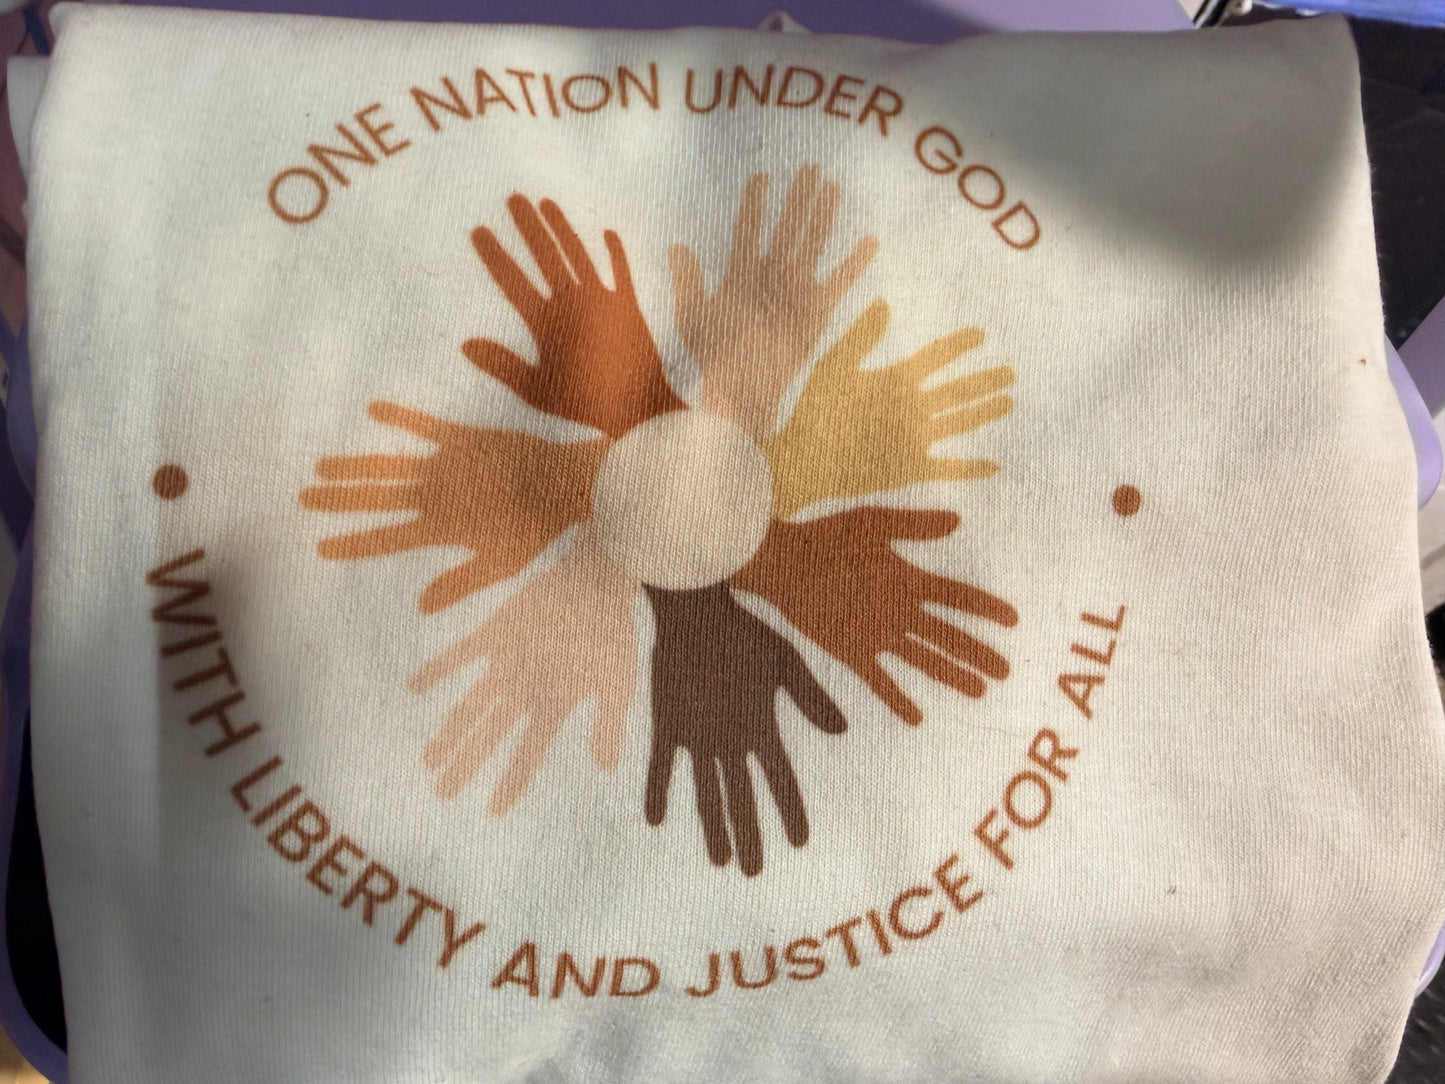 ONE NATION UNDER GOD
WITH LIBERTY AND JUSTICE FOR ALL